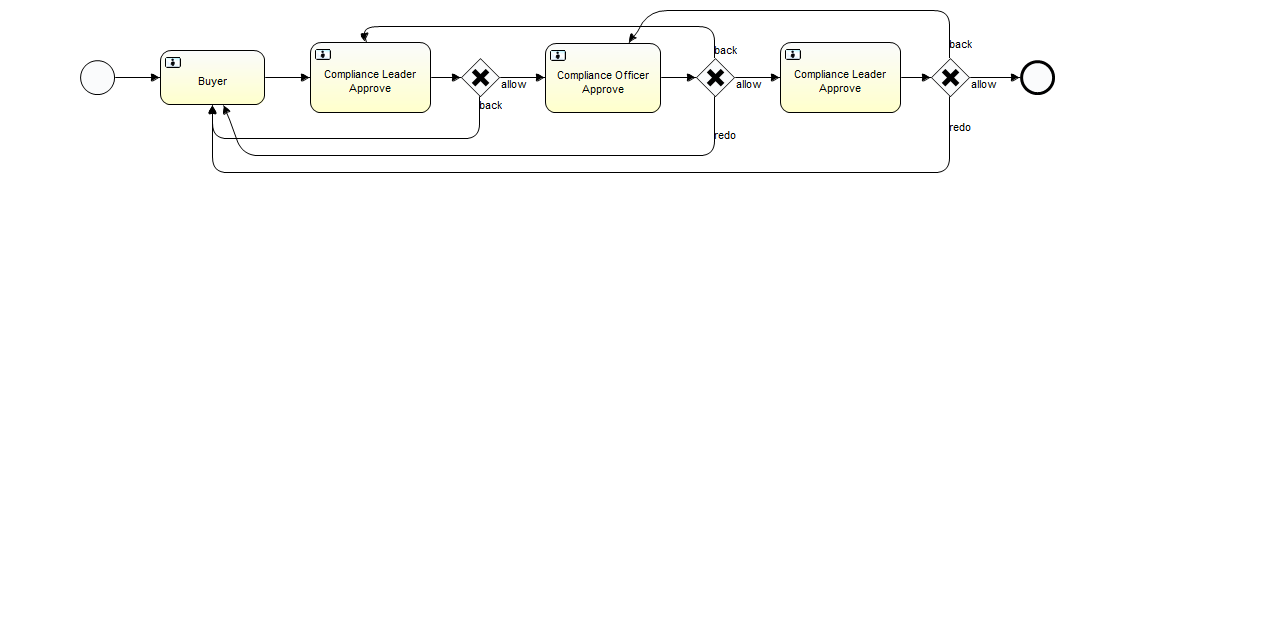 Buyer
Compliance Leader
Approve
allow
back
Compliance Officer
Approve
back
allow
redo
Compliance Leader
Approve
back
allow
redo